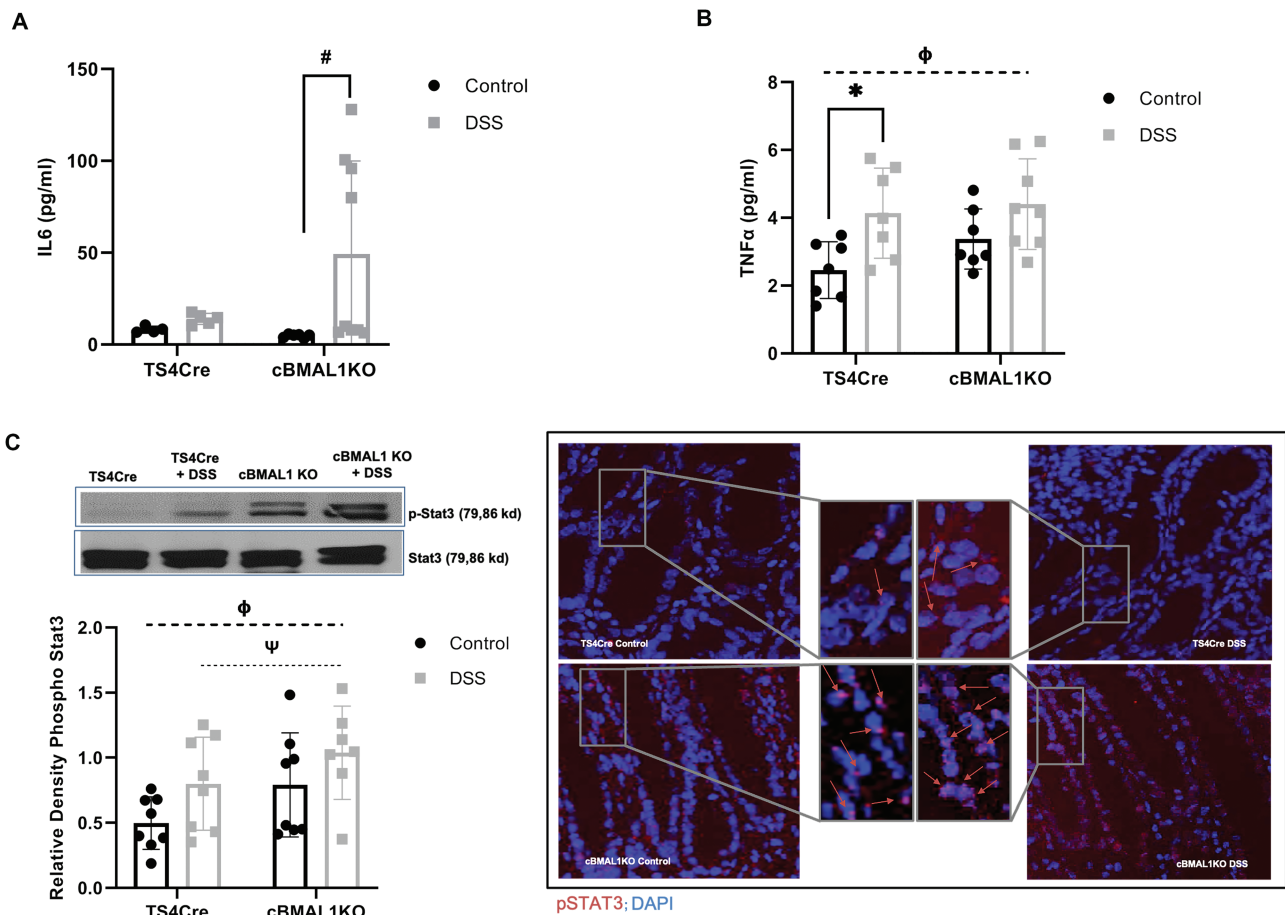 A
#
150
100
50
0
IL6 (pg/ml)
Control
DSS
TS4Cre
cBMAL1KO
B
ϕ
*
8
6
4
2
0
TNFα (pg/ml)
Control
DSS
TS4Cre
cBMAL1KO
C
TS4Cre
TS4Cre
+ DSS
cBMAL1 KO
cBMAL1 KO
+ DSS
p-Stat3 (79,86 kd)
Stat3 (79,86 kd)
ϕ
Ψ
2.0
1.5
1.0
0.5
0.0
Relative Density Phospho Stat3
Control
DSS
TS4Cre
cBMAL1KO
TS4Cre Control
TS4Cre DSS
cBMAL1KO Control
cBMAL1KO DSS
pSTAT3; DAPI